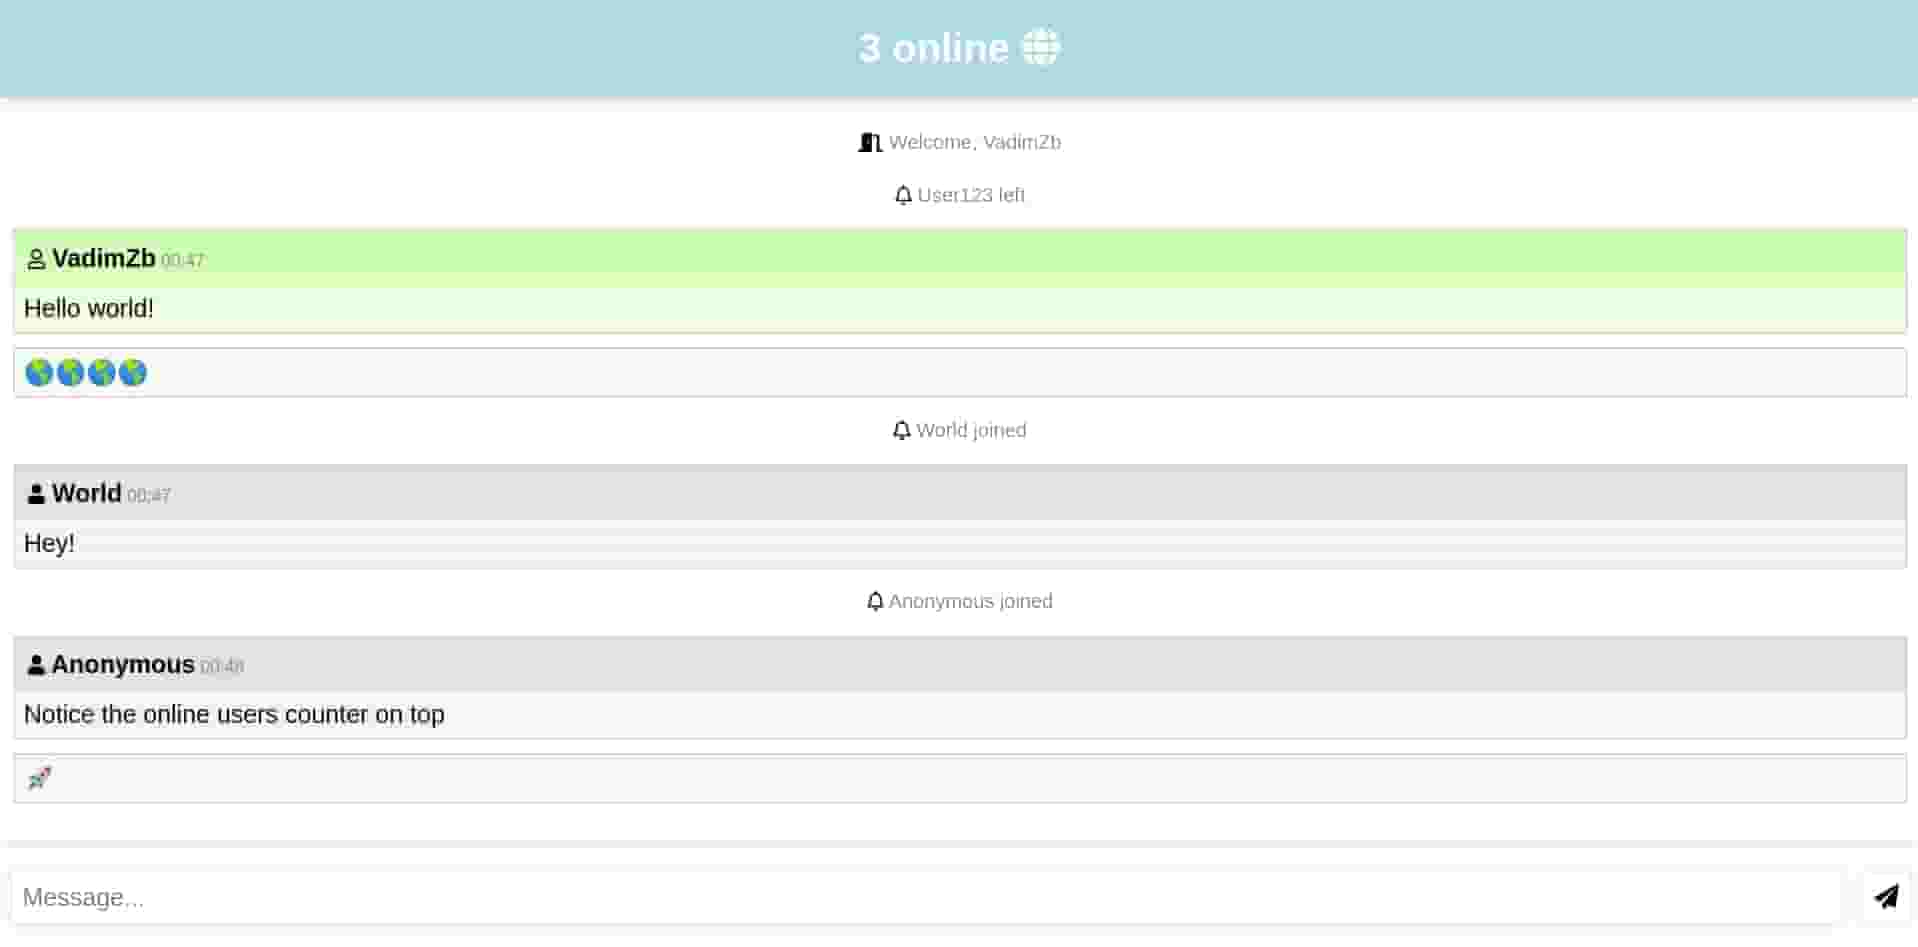 3 online
Welcome, VadimZb
User123 left
VadimZb 00:47
Hello world!
🌎🌎🌎🌎
World joined
World 00:47
Hey!
Anonymous joined
Anonymous 00:48
Notice the online users counter on top
🚀
Message...